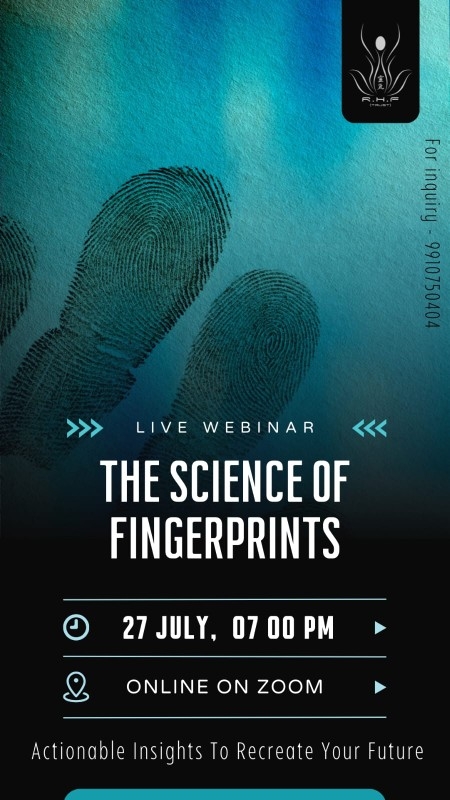 R.H.F
(TRUST)
For inquiry - 9910750404
LIVE WEBINAR
THE SCIENCE OF
FINGERPRINTS
27 JULY, 07 00 PM
ONLINE ON ZOOM
Actionable Insights To Recreate Your Future